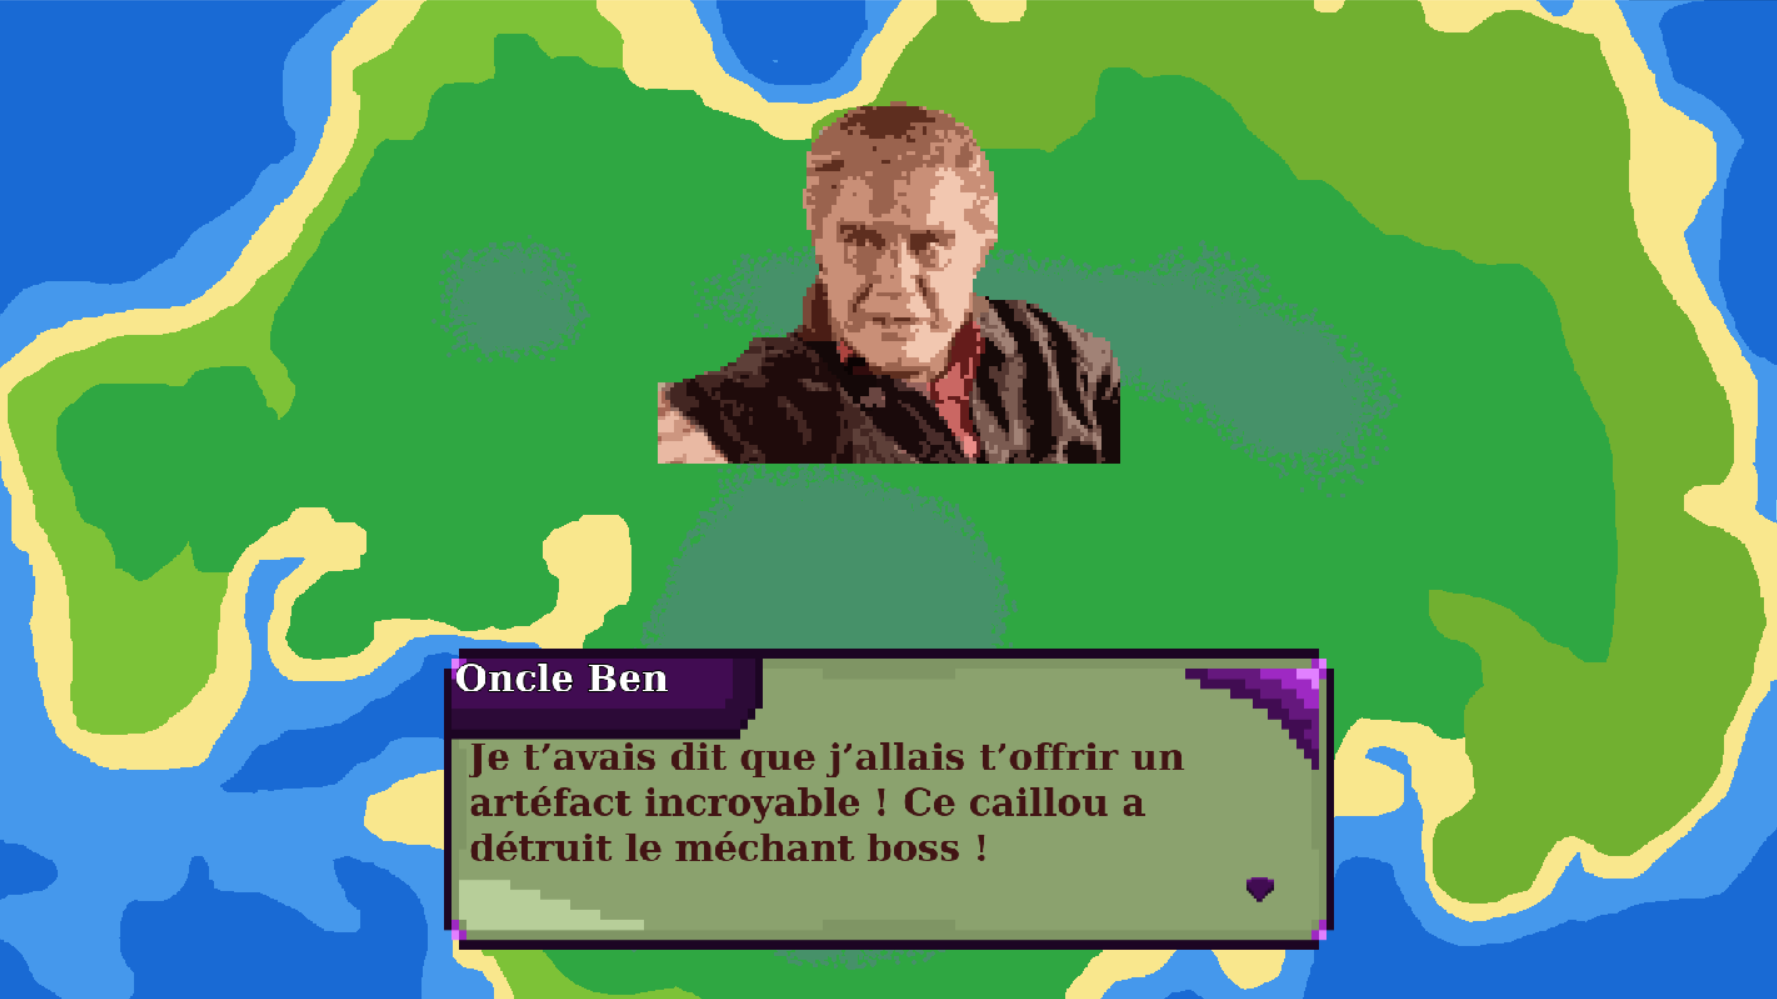 Oncle Ben
Je t’avais dit que j’allais t’offrir un
artéfact incroyable ! Ce caillou a
détruit le méchant boss !